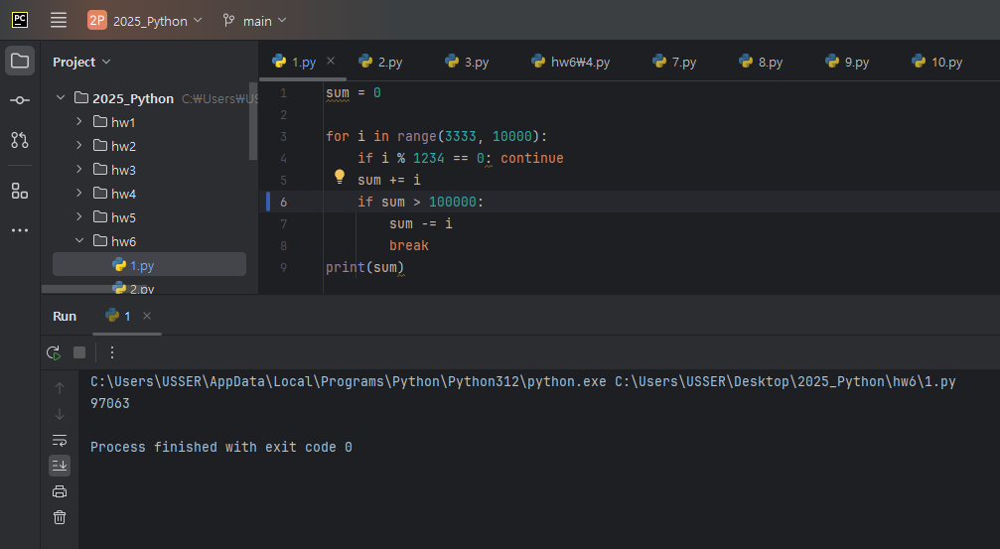 PC 2P 2025_Python main
Project
1.py 2.py 3.py hw6₩4.py 7.py 8.py 9.py 10.py
2025_Python C:₩Users₩US
hw1
hw2
hw3
hw4
hw5
hw6
1.py
2.py
1 sum = 0
2
3 for i in range(3333, 10000):
4 if i % 1234 == 0: continue
5 sum += i
6 if sum > 100000:
7 sum -= i
8 break
9 print(sum)
Run 1
C:\Users\USSER\AppData\Local\Programs\Python\Python312\python.exe C:\Users\USSER\Desktop\2025_Python\hw6\1.py
97063
Process finished with exit code 0